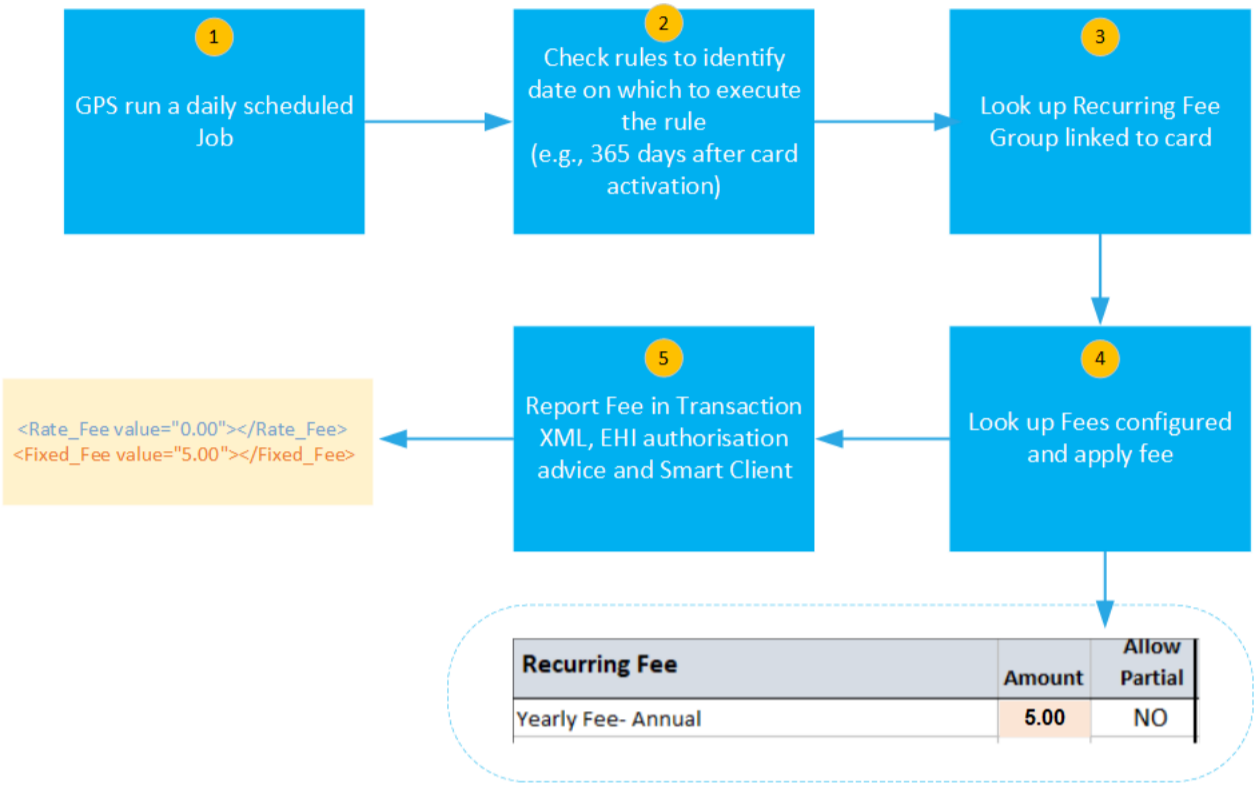 1
GPS run a daily scheduled
Job
2
Check rules to identify
date on which to execute
the rule
(e.g., 365 days after card
activation)
3
Look up Recurring Fee
Group linked to card
4
Look up Fees configured
and apply fee
5
Report Fee in Transaction
XML, EHI authorisation
advice and Smart Client
<Rate_Fee value="0.00"></Rate_Fee>
<Fixed_Fee value="5.00"></Fixed_Fee>
Recurring Fee
Amount
Allow
Partial
Yearly Fee- Annual
5.00
NO